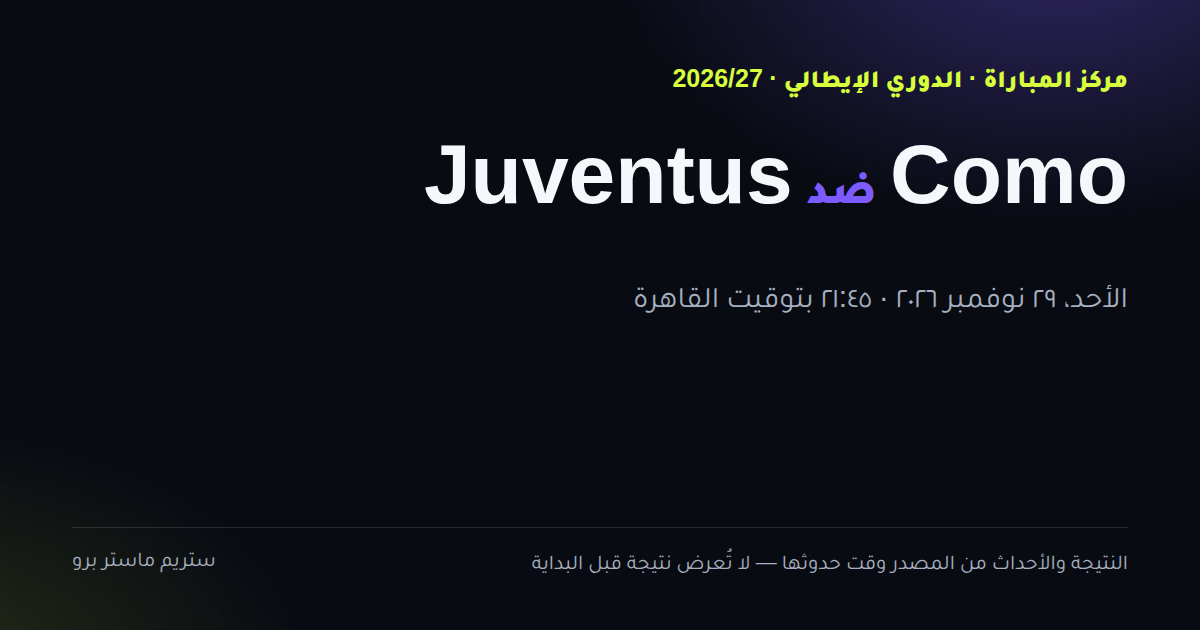 مركز المباراة · الدوري الإيطالي · 2026/27
Como ضد Juventus
الأحد، ٢٩ نوفمبر ٢٠٢٦ · ٢١:٤٥ بتوقيت القاهرة
النتيجة والأحداث من المصدر وقت حدوثها — لا تُعرض نتيجة قبل البداية
ستريم ماستر برو